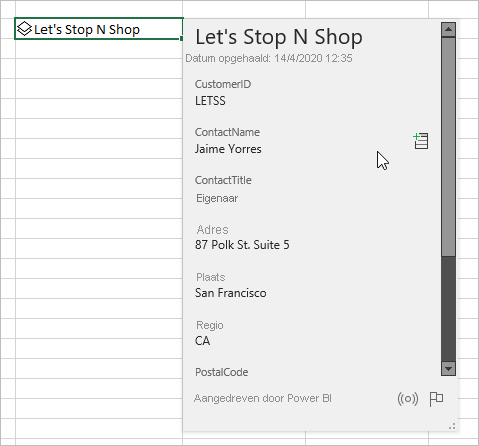 Let's Stop N Shop
Let's Stop N Shop
Datum opgehaald: 14/4/2020 12:35
CustomerID
LETSS
ContactName
Jaime Yorres
ContactTitle
Eigenaar
Adres
87 Polk St. Suite 5
Plaats
San Francisco
Regio
CA
PostalCode
Aangedreven door Power BI